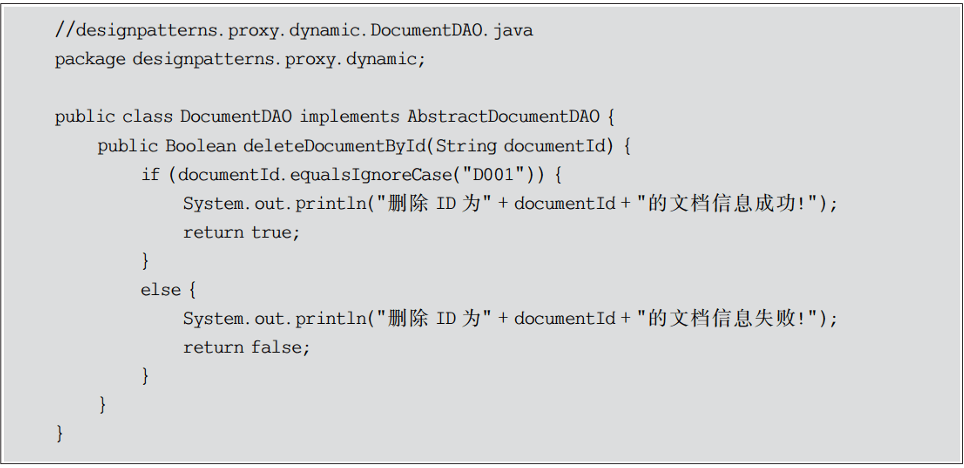 //designpatterns.proxy.dynamic.DocumentDAO.java
package designpatterns.proxy.dynamic;
public class DocumentDAO implements AbstractDocumentDAO {
public Boolean deleteDocumentById(String documentId) {
if (documentId.equalsIgnoreCase("D001")) {
System.out.println("删除 ID 为" + documentId + "的文档信息成功!");
return true;
}
else {
System.out.println("删除 ID 为" + documentId + "的文档信息失败!");
return false;
}
}
}